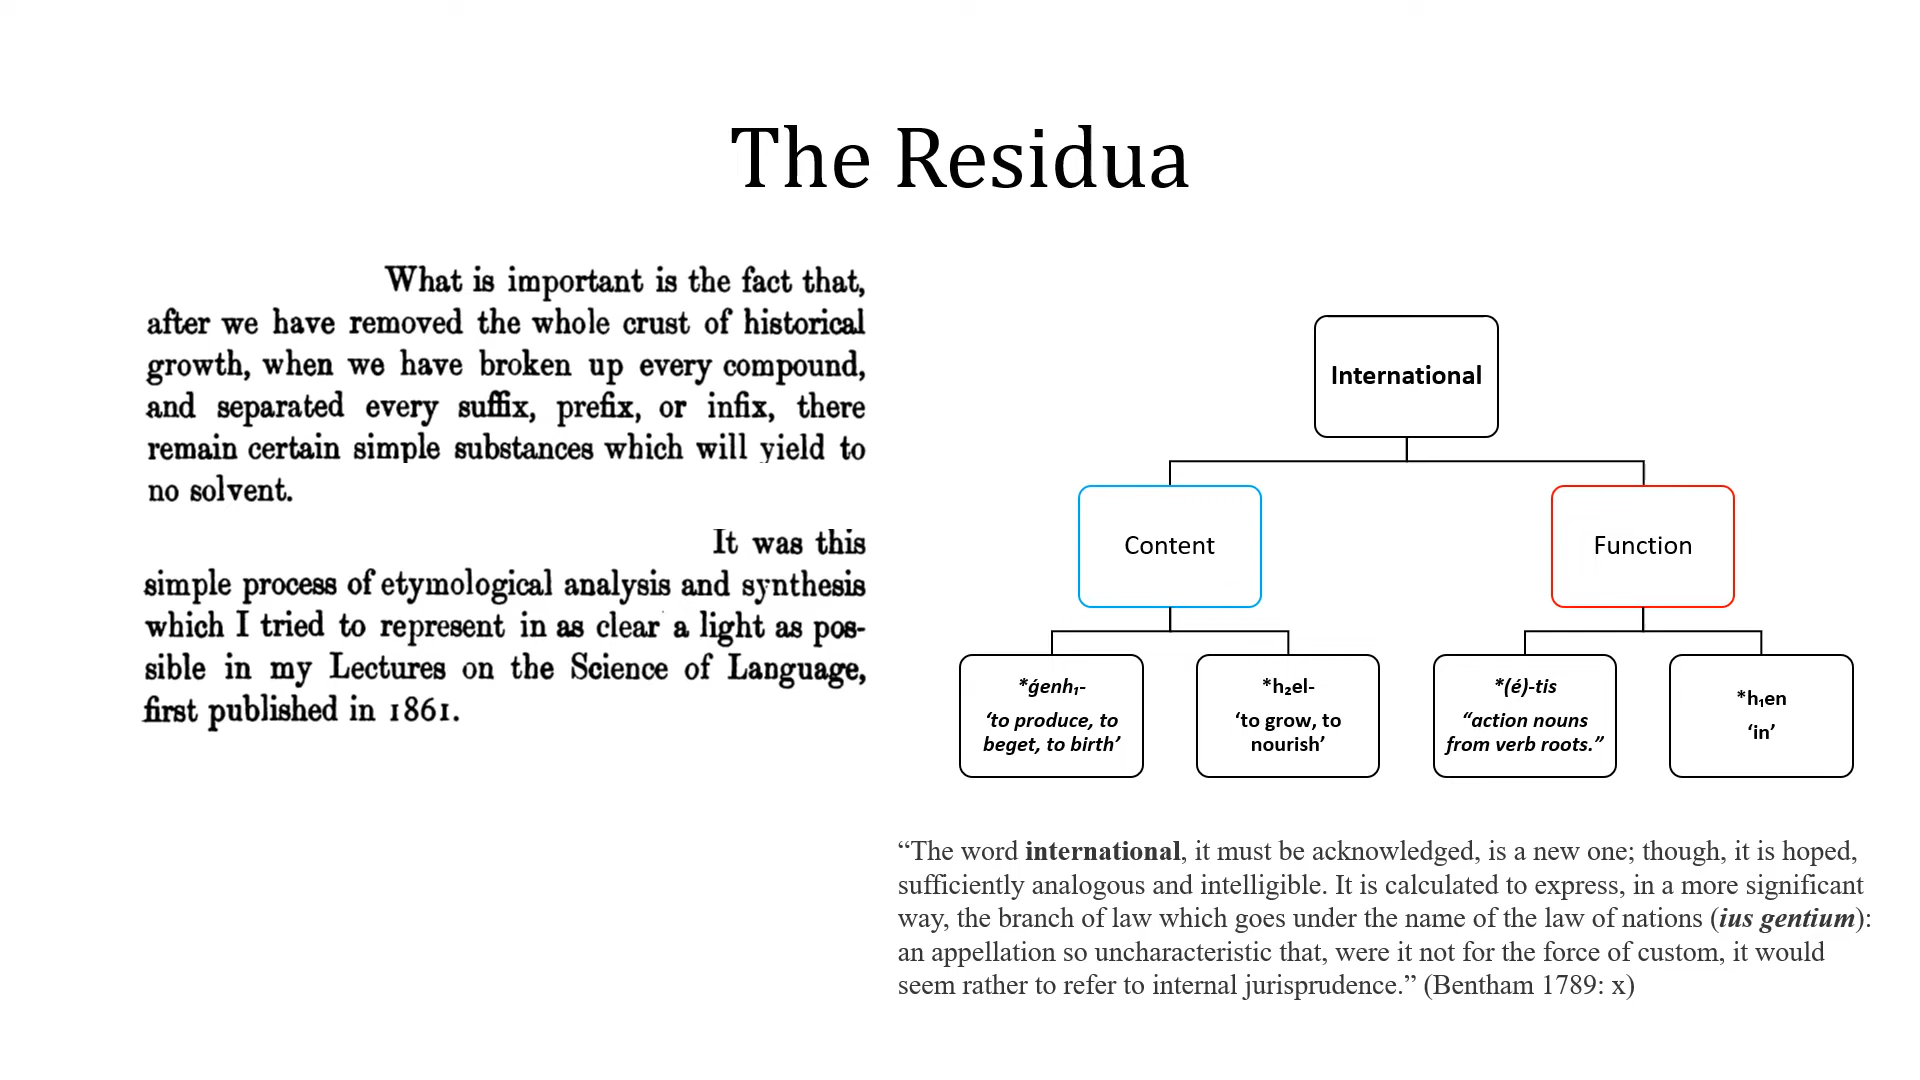 The Residua
What is important is the fact that,
after we have removed the whole crust of historical
growth, when we have broken up every compound,
and separated every suffix, prefix, or infix, there
remain certain simple substances which will yield to
no solvent.
It was this
simple process of etymological analysis and synthesis
which I tried to represent in as clear a light as pos-
sible in my Lectures on the Science of Language,
first published in 1861.
International
Content
Function
*ǵenh₁-
‘to produce, to
beget, to birth’
*h₂el-
‘to grow, to
nourish’
*(é)-tis
“action nouns
from verb roots.”
*h₁en
‘in’
“The word international, it must be acknowledged, is a new one; though, it is hoped,
sufficiently analogous and intelligible. It is calculated to express, in a more significant
way, the branch of law which goes under the name of the law of nations (ius gentium):
an appellation so uncharacteristic that, were it not for the force of custom, it would
seem rather to refer to internal jurisprudence.” (Bentham 1789: x)